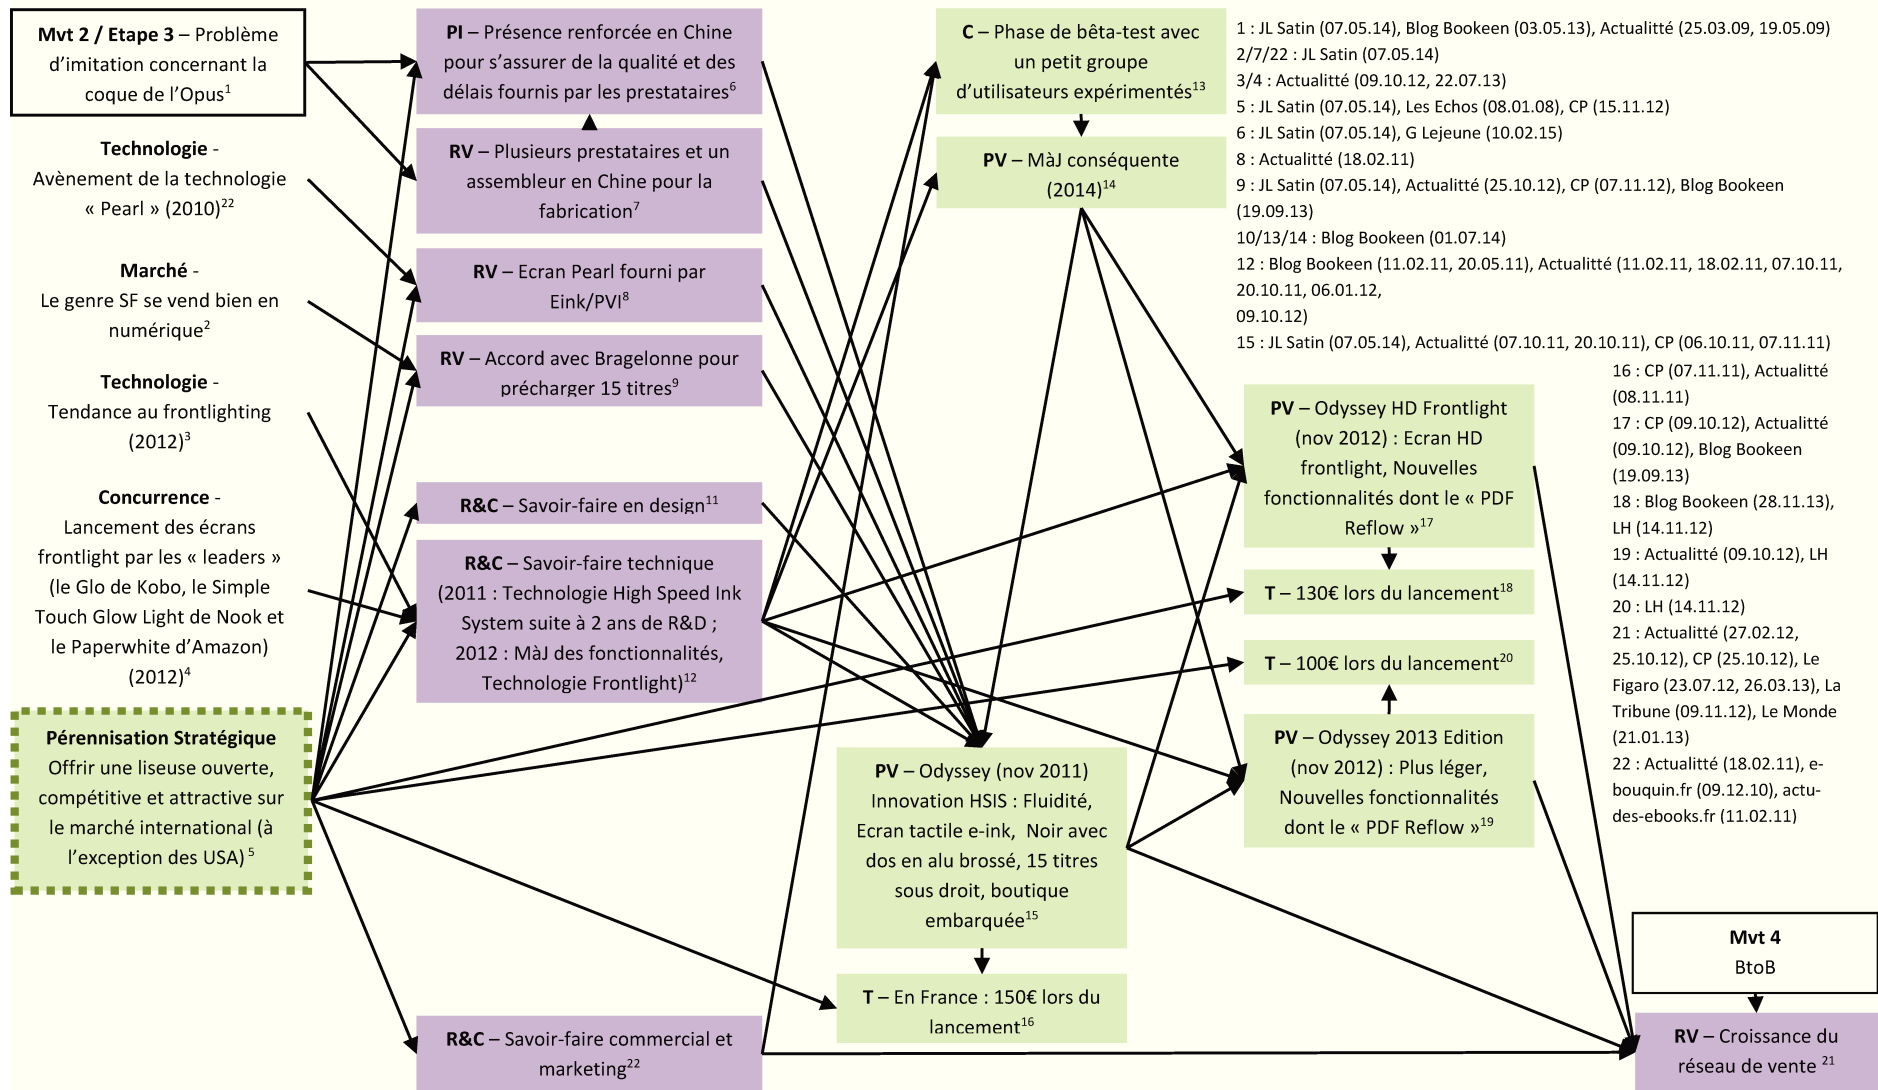 Mvt 2 / Etape 3 – Problème
d'imitation concernant la
coque de l'Opus1
Technologie -
Avènement de la technologie
« Pearl » (2010)22
Marché -
Le genre SF se vend bien en
numérique2
Technologie -
Tendance au frontlighting
(2012)3
Concurrence -
Lancement des écrans
frontlight par les « leaders »
(le Glo de Kobo, le Simple
Touch Glow Light de Nook et
le Paperwhite d'Amazon)
(2012)4
Pérennisation Stratégique
Offrir une liseuse ouverte,
compétitive et attractive sur
le marché international (à
l'exception des USA) 5
PI – Présence renforcée en Chine
pour s'assurer de la qualité et des
délais fournis par les prestataires6
RV – Plusieurs prestataires et un
assembleur en Chine pour la
fabrication7
RV – Ecran Pearl fourni par
Eink/PVI8
RV – Accord avec Bragelonne pour
précharger 15 titres9
R&C – Savoir-faire en design11
R&C – Savoir-faire technique
(2011 : Technologie High Speed Ink
System suite à 2 ans de R&D ;
2012 : MàJ des fonctionnalités,
Technologie Frontlight)12
R&C – Savoir-faire commercial et
marketing22
C – Phase de bêta-test avec
un petit groupe
d'utilisateurs expérimentés13
PV – MàJ conséquente
(2014)14
PV – Odyssey (nov 2011)
Innovation HSIS : Fluidité,
Ecran tactile e-ink, Noir avec
dos en alu brossé, 15 titres
sous droit, boutique
embarquée15
T – En France : 150€ lors du
lancement16
PV – Odyssey HD Frontlight
(nov 2012) : Ecran HD
frontlight, Nouvelles
fonctionnalités dont le « PDF
Reflow »17
T – 130€ lors du lancement18
T – 100€ lors du lancement20
PV – Odyssey 2013 Edition
(nov 2012) : Plus léger,
Nouvelles fonctionnalités
dont le « PDF Reflow »19
1 : JL Satin (07.05.14), Blog Bookeen (03.05.13), Actualitté (25.03.09, 19.05.09)
2/7/22 : JL Satin (07.05.14)
3/4 : Actualitté (09.10.12, 22.07.13)
5 : JL Satin (07.05.14), Les Echos (08.01.08), CP (15.11.12)
6 : JL Satin (07.05.14), G Lejeune (10.02.15)
8 : Actualitté (18.02.11)
9 : JL Satin (07.05.14), Actualitté (25.10.12), CP (07.11.12), Blog Bookeen
(19.09.13)
10/13/14 : Blog Bookeen (01.07.14)
12 : Blog Bookeen (11.02.11, 20.05.11), Actualitté (11.02.11, 18.02.11, 07.10.11,
20.10.11, 06.01.12,
09.10.12)
15 : JL Satin (07.05.14), Actualitté (07.10.11, 20.10.11), CP (06.10.11, 07.11.11)
16 : CP (07.11.11), Actualitté
(08.11.11)
17 : CP (09.10.12), Actualitté
(09.10.12), Blog Bookeen
(19.09.13)
18 : Blog Bookeen (28.11.13),
LH (14.11.12)
19 : Actualitté (09.10.12), LH
(14.11.12)
20 : LH (14.11.12)
21 : Actualitté (27.02.12,
25.10.12), CP (25.10.12), Le
Figaro (23.07.12, 26.03.13), La
Tribune (09.11.12), Le Monde
(21.01.13)
22 : Actualitté (18.02.11), e-
bouquin.fr (09.12.10), actu-
des-ebooks.fr (11.02.11)
Mvt 4
BtoB
RV – Croissance du
réseau de vente 21